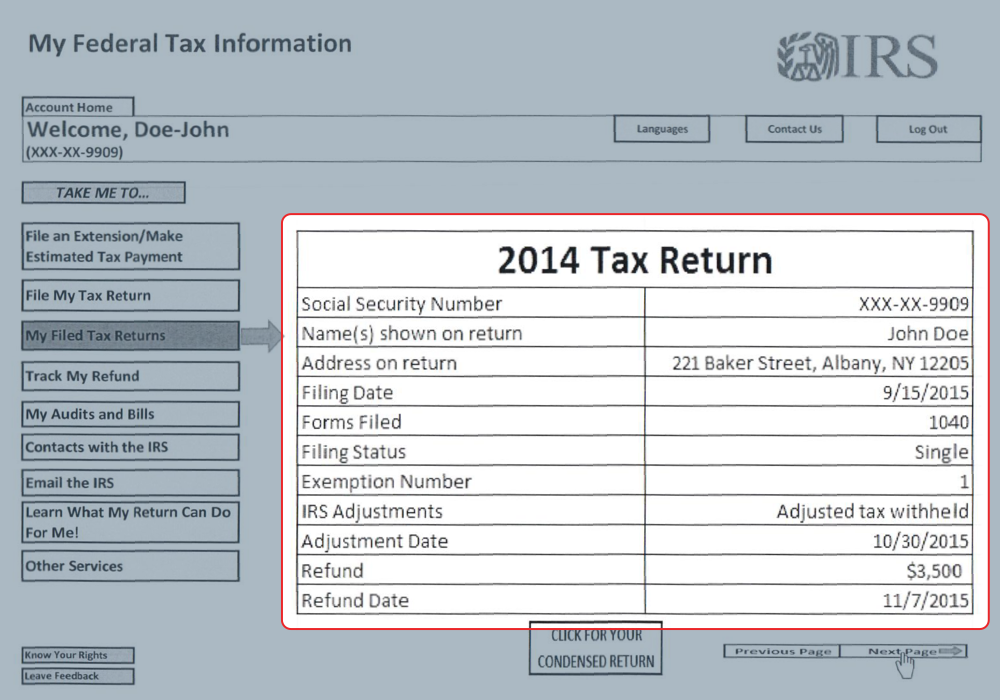 My Federal Tax Information
IRS
Account Home
Welcome, Doe-John
(XXX-XX-9909)
Languages
Contact Us
Log Out
TAKE ME TO...
File an Extension/Make
Estimated Tax Payment
File My Tax Return
My Filed Tax Returns
Track My Refund
My Audits and Bills
Contacts with the IRS
Email the IRS
Learn What My Return Can Do
For Me!
Other Services
Know Your Rights
Leave Feedback
2014 Tax Return
Social Security Number XXX-XX-9909
Name(s) shown on return John Doe
Address on return 221 Baker Street, Albany, NY 12205
Filing Date 9/15/2015
Forms Filed 1040
Filing Status Single
Exemption Number 1
IRS Adjustments Adjusted tax withheld
Adjustment Date 10/30/2015
Refund $3,500
Refund Date 11/7/2015
CLICK FOR YOUR
CONDENSED RETURN
Previous Page
Next Page